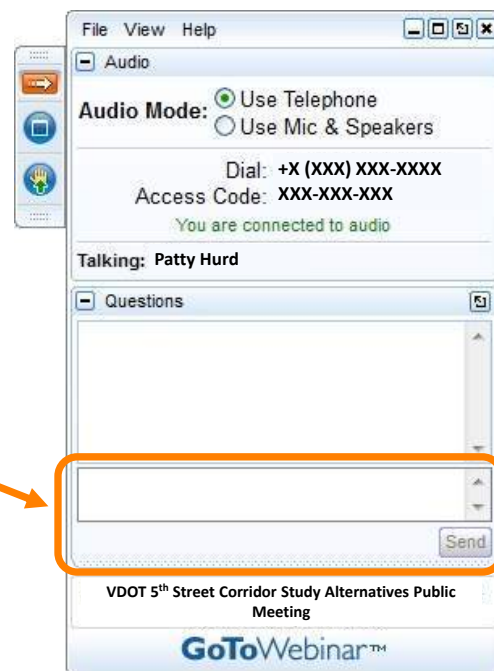 File View Help
Audio
Audio Mode: Use Telephone
Use Mic & Speakers
Dial: +X (XXX) XXX-XXXX
Access Code: XXX-XXX-XXX
You are connected to audio
Talking: Patty Hurd
Questions
Send
VDOT 5th Street Corridor Study Alternatives Public
Meeting
GoToWebinar™